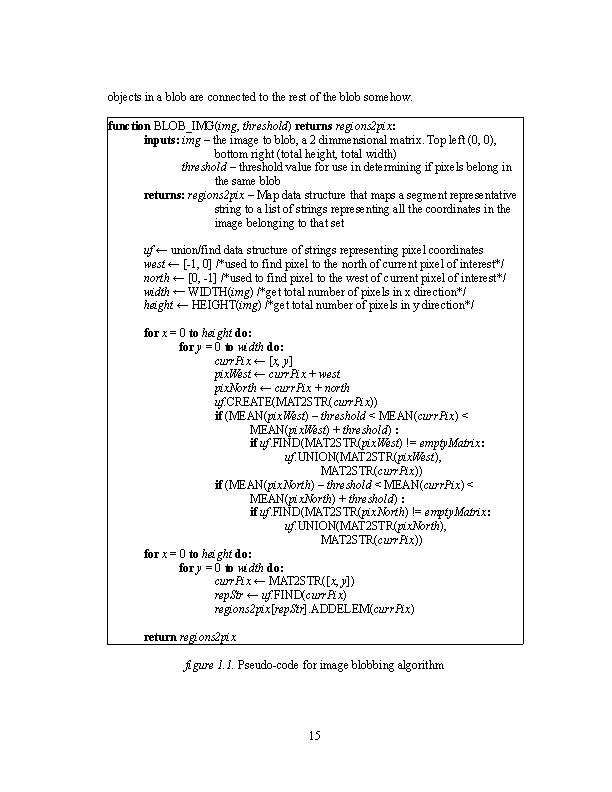 objects in a blob are connected to the rest of the blob somehow.
function BLOB_IMG(img, threshold) returns regions2pix:
inputs: img – the image to blob, a 2 dimmensional matrix. Top left (0, 0),
bottom right (total height, total width)
threshold – threshold value for use in determining if pixels belong in
the same blob
returns: regions2pix – Map data structure that maps a segment representative
string to a list of strings representing all the coordinates in the
image belonging to that set
uf ← union/find data structure of strings representing pixel coordinates
west ← [-1, 0] /*used to find pixel to the north of current pixel of interest*/
north ← [0, -1] /*used to find pixel to the west of current pixel of interest*/
width ← WIDTH(img) /*get total number of pixels in x direction*/
height ← HEIGHT(img) /*get total number of pixels in y direction*/
for x = 0 to height do:
for y = 0 to width do:
currPix ← [x, y]
pixWest ← currPix + west
pixNorth ← currPix + north
uf.CREATE(MAT2STR(currPix))
if (MEAN(pixWest) – threshold < MEAN(currPix) <
MEAN(pixWest) + threshold) :
if uf.FIND(MAT2STR(pixWest) != emptyMatrix:
uf.UNION(MAT2STR(pixWest),
MAT2STR(currPix))
if (MEAN(pixNorth) – threshold < MEAN(currPix) <
MEAN(pixNorth) + threshold) :
if uf.FIND(MAT2STR(pixNorth) != emptyMatrix:
uf.UNION(MAT2STR(pixNorth),
MAT2STR(currPix))
for x = 0 to height do:
for y = 0 to width do:
currPix ← MAT2STR([x, y])
repStr ← uf.FIND(currPix)
regions2pix[repStr].ADDELEM(currPix)
return regions2pix
figure 1.1. Pseudo-code for image blobbing algorithm
15